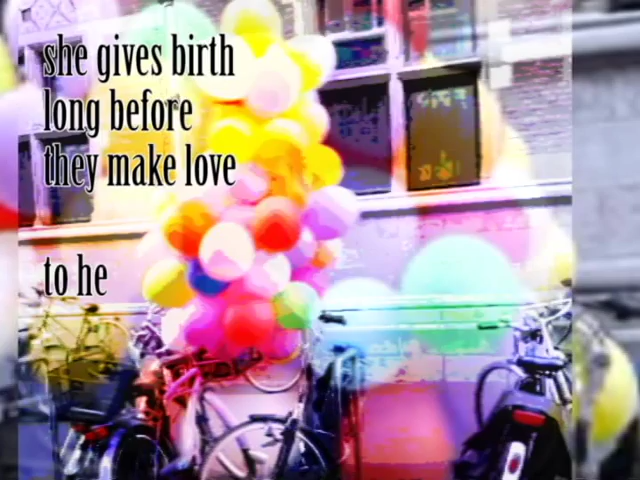 she gives birth
long before
they make love
to he